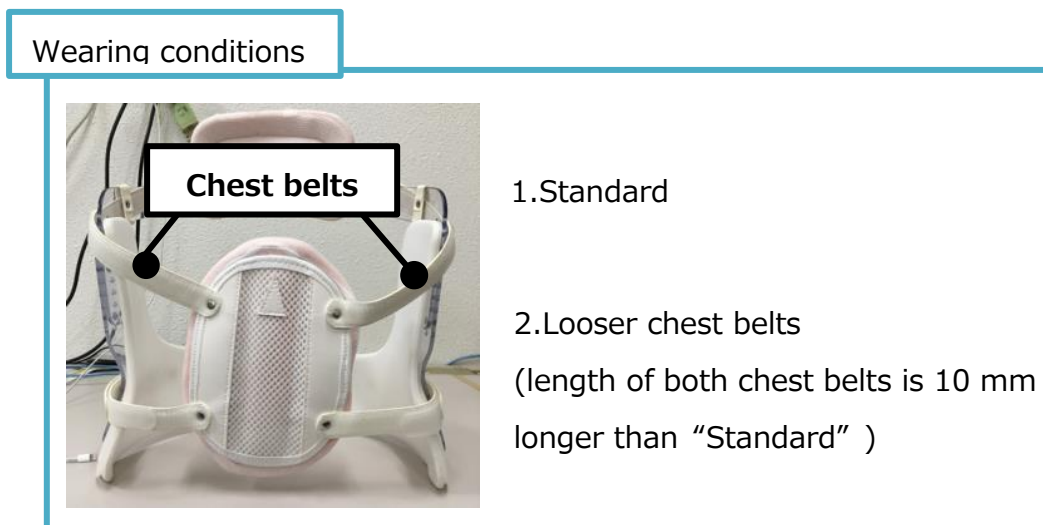 Wearing conditions
Chest belts
1.Standard
2.Looser chest belts
(length of both chest belts is 10 mm
longer than “Standard” )